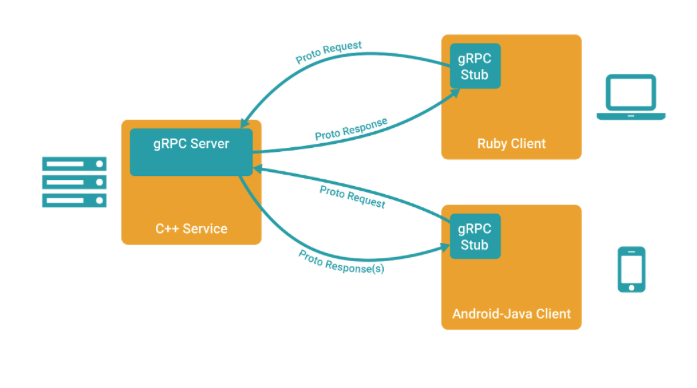 Proto Request
gRPC
Stub
Ruby Client
Proto Response
gRPC Server
C++ Service
Proto Request
gRPC
Stub
Android-Java Client
Proto Response(s)